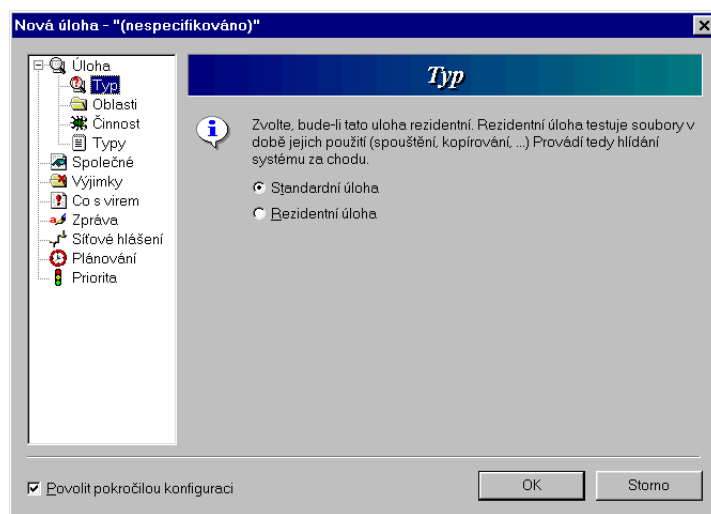 Nová úloha - "(nespecifikováno)"
Úloha
Typ
Oblasti
Činnost
Typy
Společné
Výjimky
Co s virem
Zpráva
Síťové hlášení
Plánování
Priorita
Typ
Zvolte, bude-li tato uloha rezidentní. Rezidentní úloha testuje soubory v
době jejich použití (spouštění, kopírování, ...) Provádí tedy hlídání
systému za chodu.
Standardní úloha
Rezidentní úloha
Povolit pokročilou konfiguraci
OK
Storno